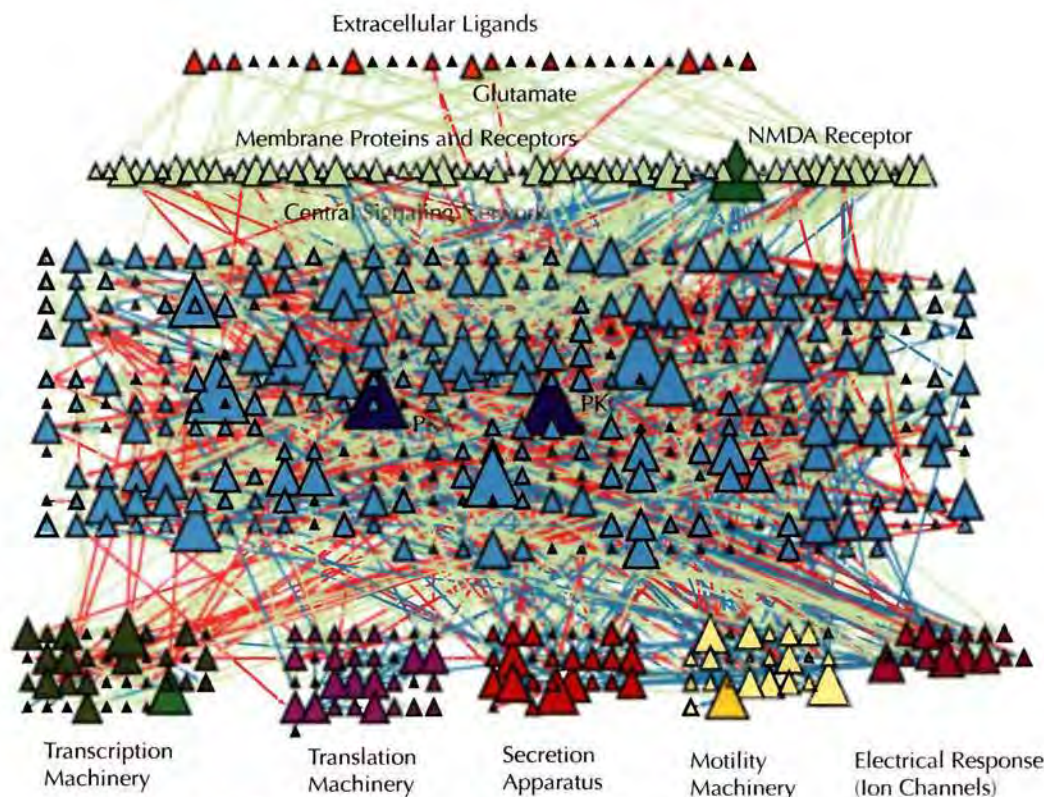 Extracellular Ligands
Glutamate
Membrane Proteins and Receptors
NMDA Receptor
Central Signaling
PK
Transcription
Machinery
Translation
Machinery
Secretion
Apparatus
Motility
Machinery
Electrical Response
(Ion Channels)